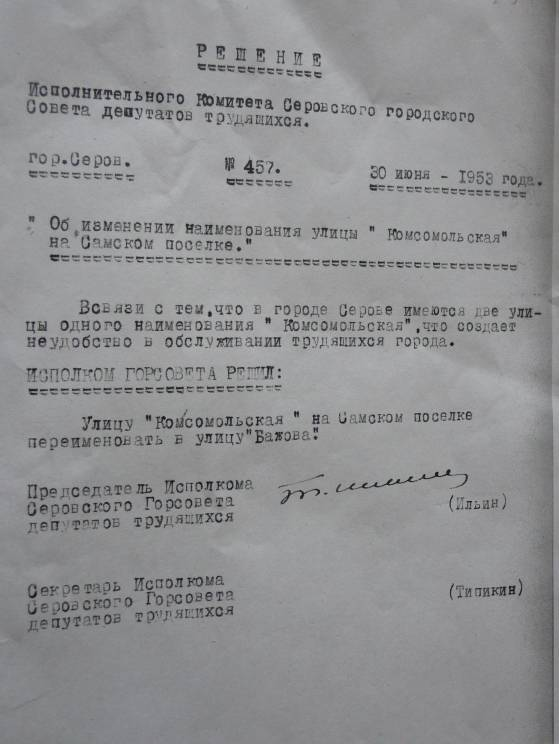 РЕШЕНИЕ
Исполнительного Комитета Серовского городского
Совета депутатов трудящихся.
гор.Серов. № 457. 30 июня - 1953 года.
" Об изменении наименования улицы " Комсомольская"
на Самском поселке."
Всвязи с тем,что в городе Серове имеются две ули-
цы одного наименования " Комсомольская",что создает
неудобство в обслуживании трудящихся города.
ИСПОЛКОМ ГОРСОВЕТА РЕШИЛ:
Улицу "Комсомольская " на Самском поселке
переименовать в улицу"Бажова".
Председатель Исполкома
Серовского Горсовета
депутатов трудящихся (Ильин)
Секретарь Исполкома
Серовского Горсовета
депутатов трудящихся (Типикин)